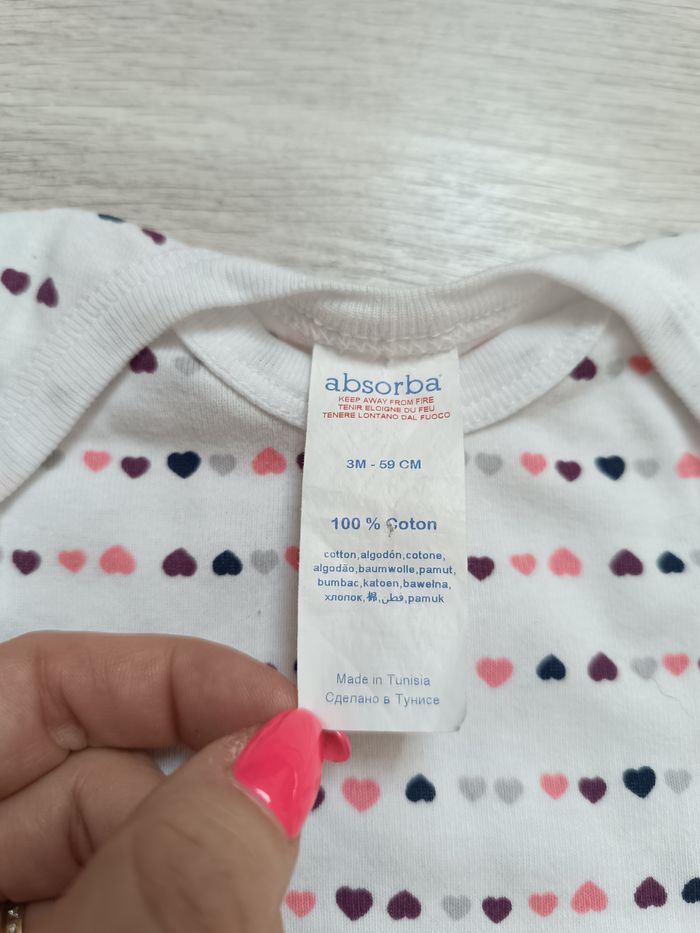 absorba
KEEP AWAY FROM FIRE
TENIR ELOIGNE DU FEU
TENERE LONTANO DAL FUOCO
3M - 59 CM
100 % Coton
cotton,algodón,cotone,
algodão,baumwolle,pamut,
bumbac,katoen,bawełna,
хлопок,棉,قطن,pamuk
Made in Tunisia
Сделано в Тунисе